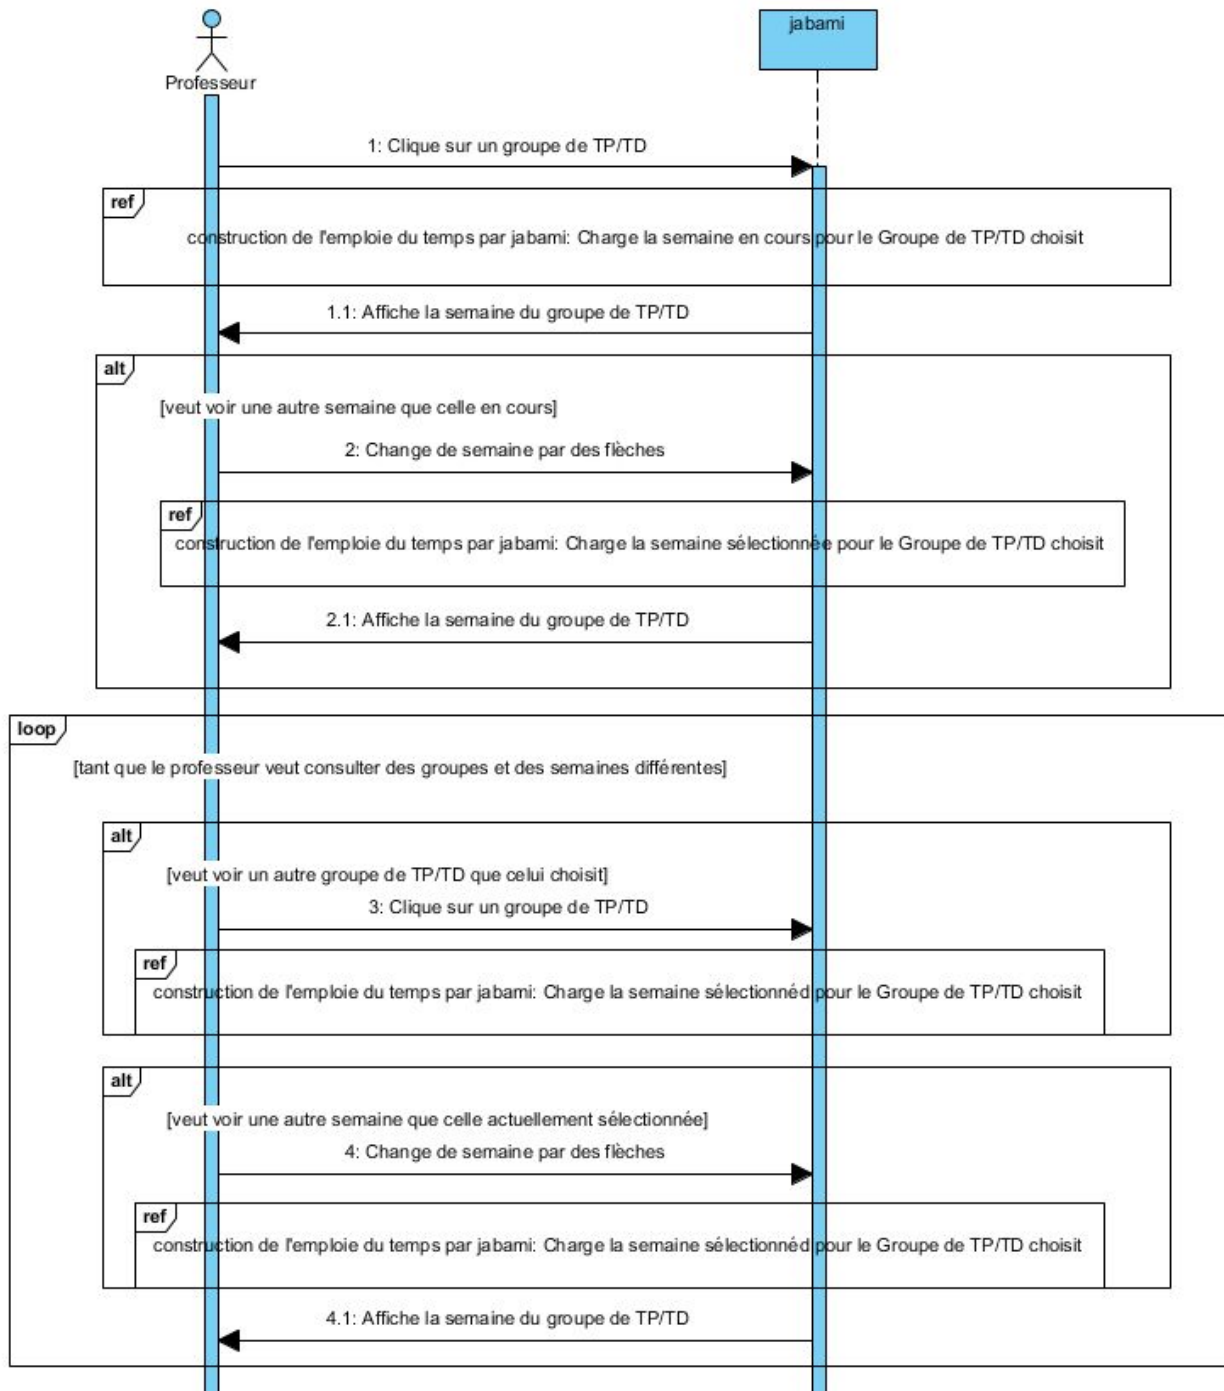 jabami
Professeur
1: Clique sur un groupe de TP/TD
ref
construction de l'emploie du temps par jabami: Charge la semaine en cours pour le Groupe de TP/TD choisit
1.1: Affiche la semaine du groupe de TP/TD
alt
[veut voir une autre semaine que celle en cours]
2: Change de semaine par des flèches
ref
construction de l'emploie du temps par jabami: Charge la semaine sélectionnée pour le Groupe de TP/TD choisit
2.1: Affiche la semaine du groupe de TP/TD
loop
[tant que le professeur veut consulter des groupes et des semaines différentes]
alt
[veut voir un autre groupe de TP/TD que celui choisit]
3: Clique sur un groupe de TP/TD
ref
construction de l'emploie du temps par jabami: Charge la semaine sélectionnéd pour le Groupe de TP/TD choisit
alt
[veut voir une autre semaine que celle actuellement sélectionnée]
4: Change de semaine par des flèches
ref
construction de l'emploie du temps par jabami: Charge la semaine sélectionnéd pour le Groupe de TP/TD choisit
4.1: Affiche la semaine du groupe de TP/TD